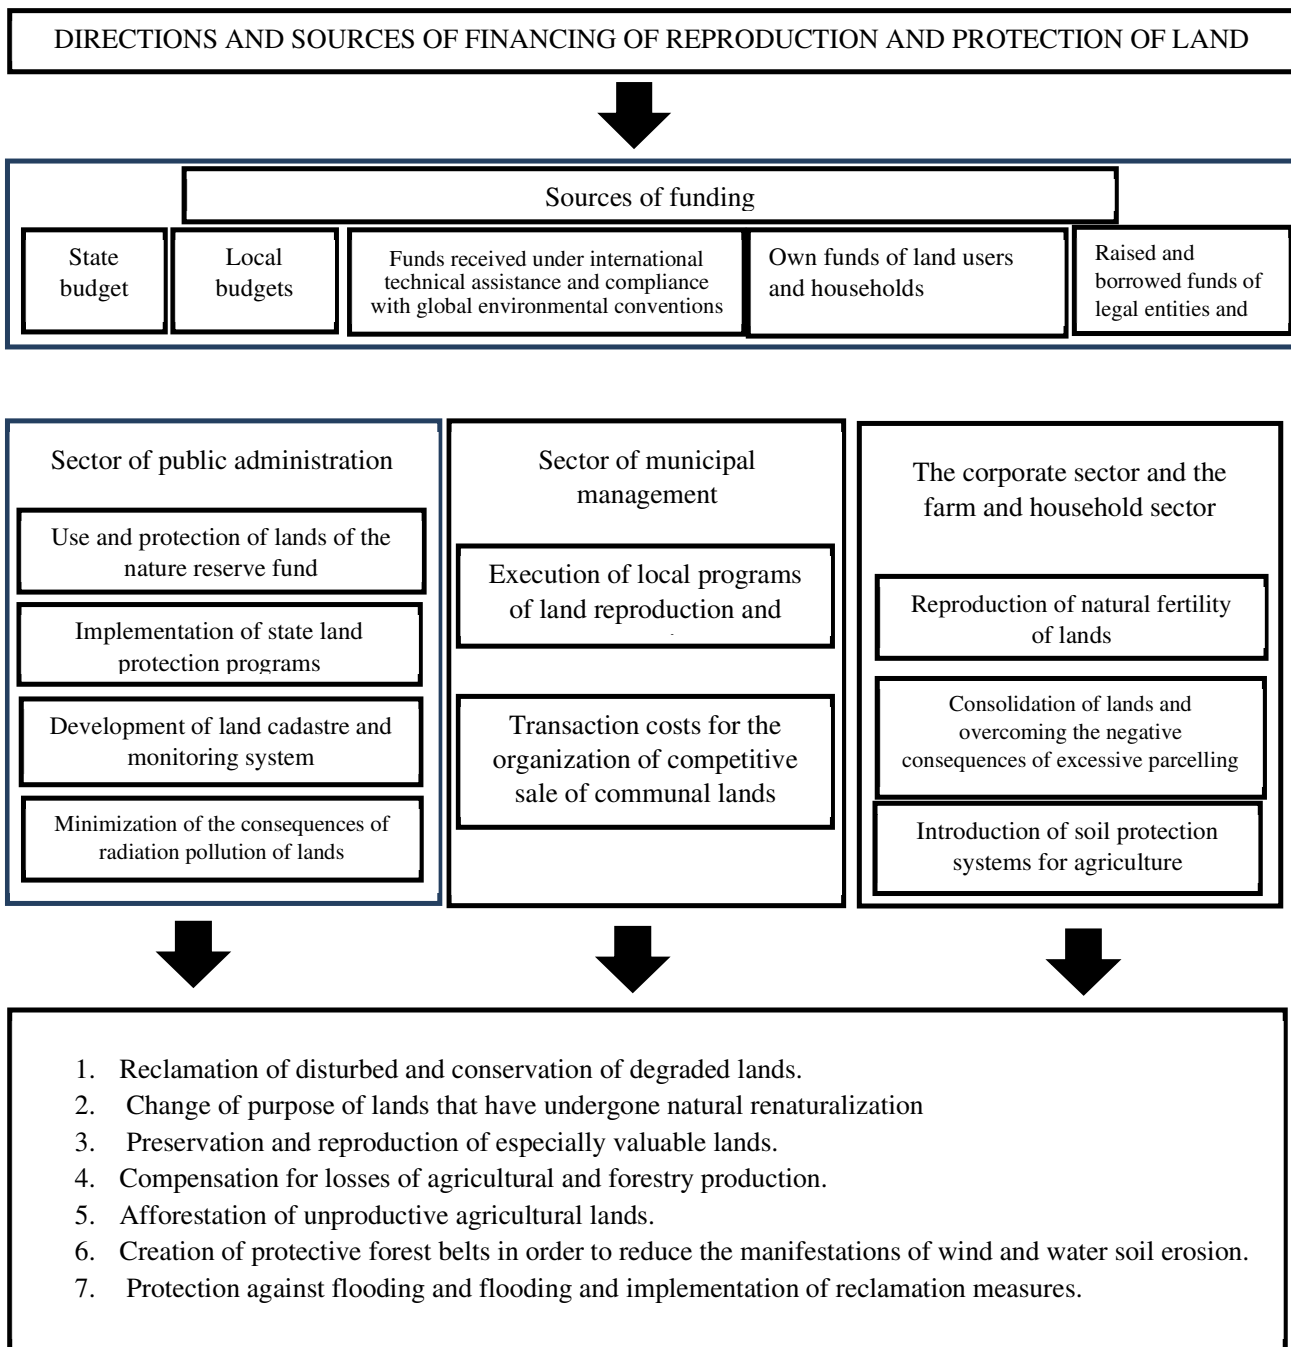 DIRECTIONS AND SOURCES OF FINANCING OF REPRODUCTION AND PROTECTION OF LAND
Sources of funding
State
budget
Local
budgets
Funds received under international
technical assistance and compliance
with global environmental conventions
Own funds of land users
and households
Raised and
borrowed funds of
legal entities and
Sector of public administration
Use and protection of lands of the
nature reserve fund
Implementation of state land
protection programs
Development of land cadastre and
monitoring system
Minimization of the consequences of
radiation pollution of lands
Sector of municipal
management
Execution of local programs
of land reproduction and
Transaction costs for the
organization of competitive
sale of communal lands
The corporate sector and the
farm and household sector
Reproduction of natural fertility
of lands
Consolidation of lands and
overcoming the negative
consequences of excessive parcelling
Introduction of soil protection
systems for agriculture
1. Reclamation of disturbed and conservation of degraded lands.
2. Change of purpose of lands that have undergone natural renaturalization
3. Preservation and reproduction of especially valuable lands.
4. Compensation for losses of agricultural and forestry production.
5. Afforestation of unproductive agricultural lands.
6. Creation of protective forest belts in order to reduce the manifestations of wind and water soil erosion.
7. Protection against flooding and flooding and implementation of reclamation measures.